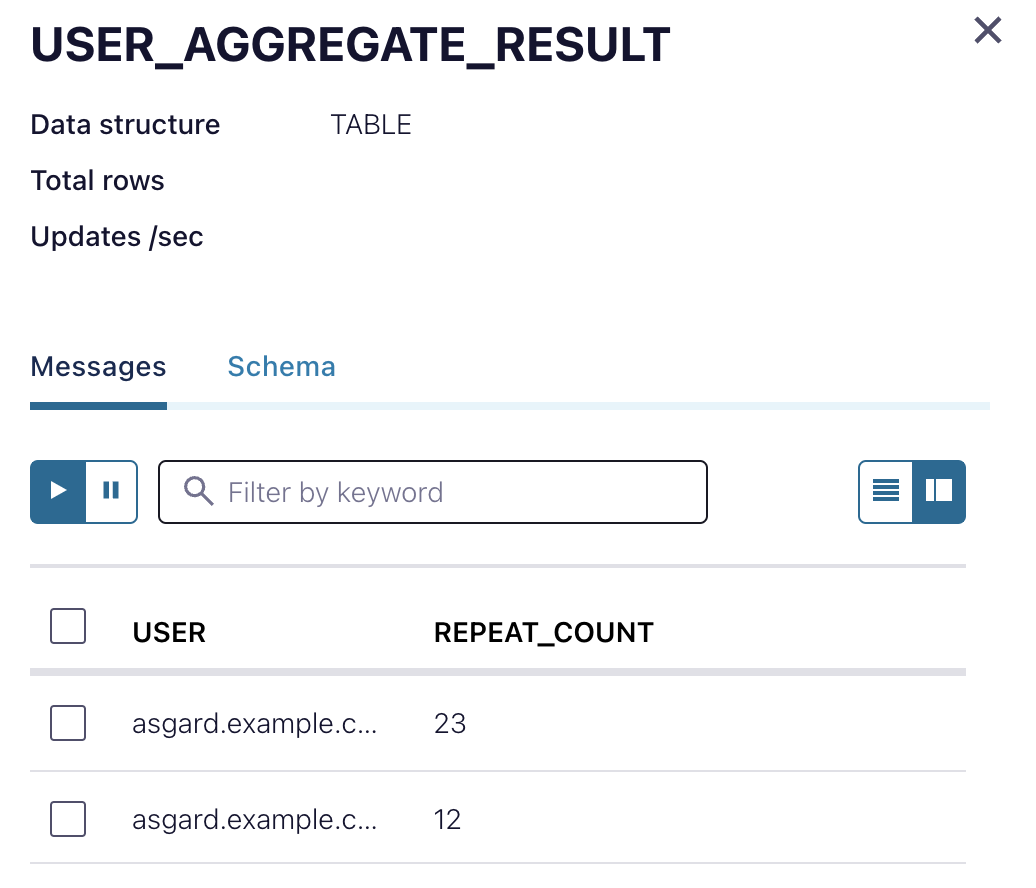 USER_AGGREGATE_RESULT
Data structure TABLE
Total rows
Updates /sec
Messages Schema
Filter by keyword
USER REPEAT_COUNT
asgard.example.c... 23
asgard.example.c... 12